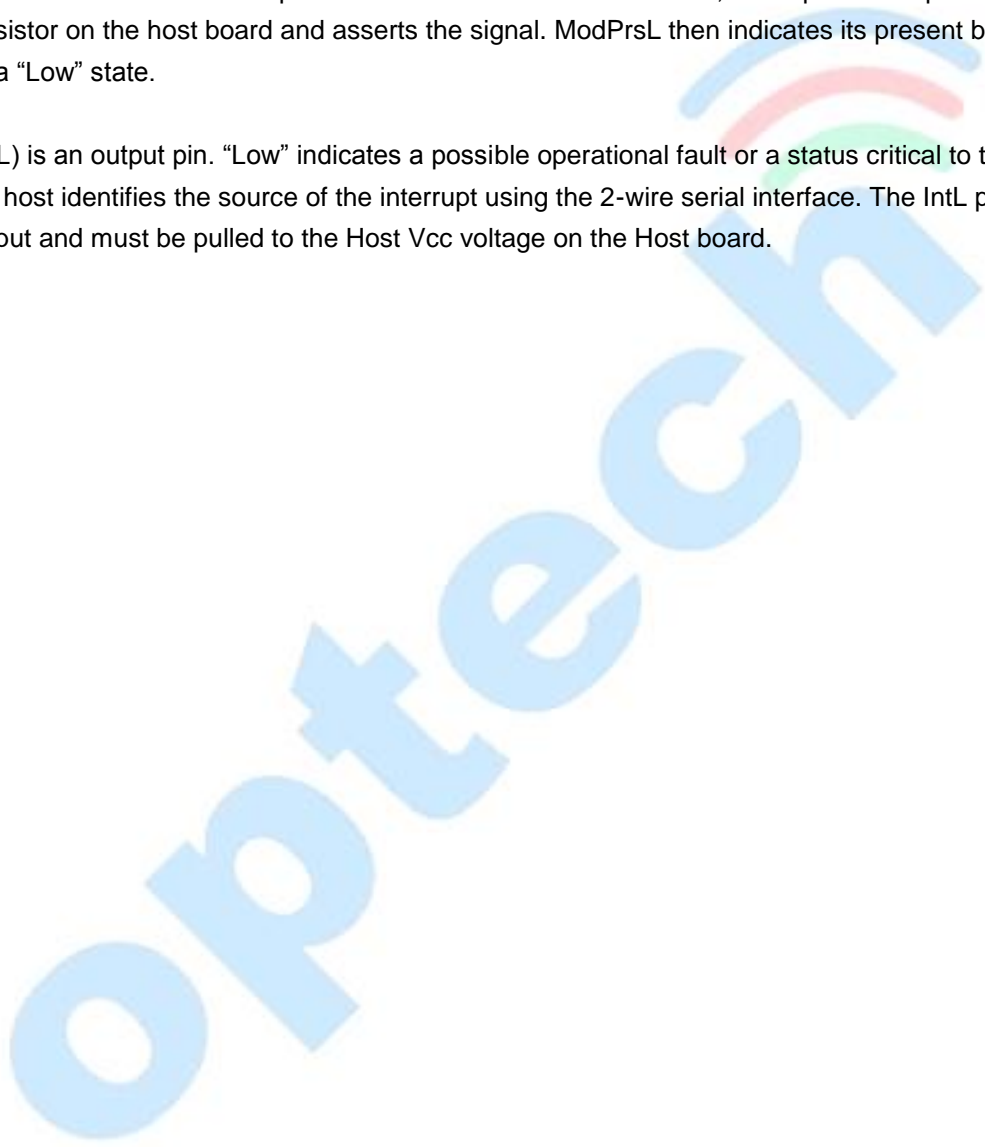 sistor on the host board and asserts the signal. ModPrsL then indicates its present b
a “Low” state.
L) is an output pin. “Low” indicates a possible operational fault or a status critical to t
host identifies the source of the interrupt using the 2-wire serial interface. The IntL p
out and must be pulled to the Host Vcc voltage on the Host board.
optech